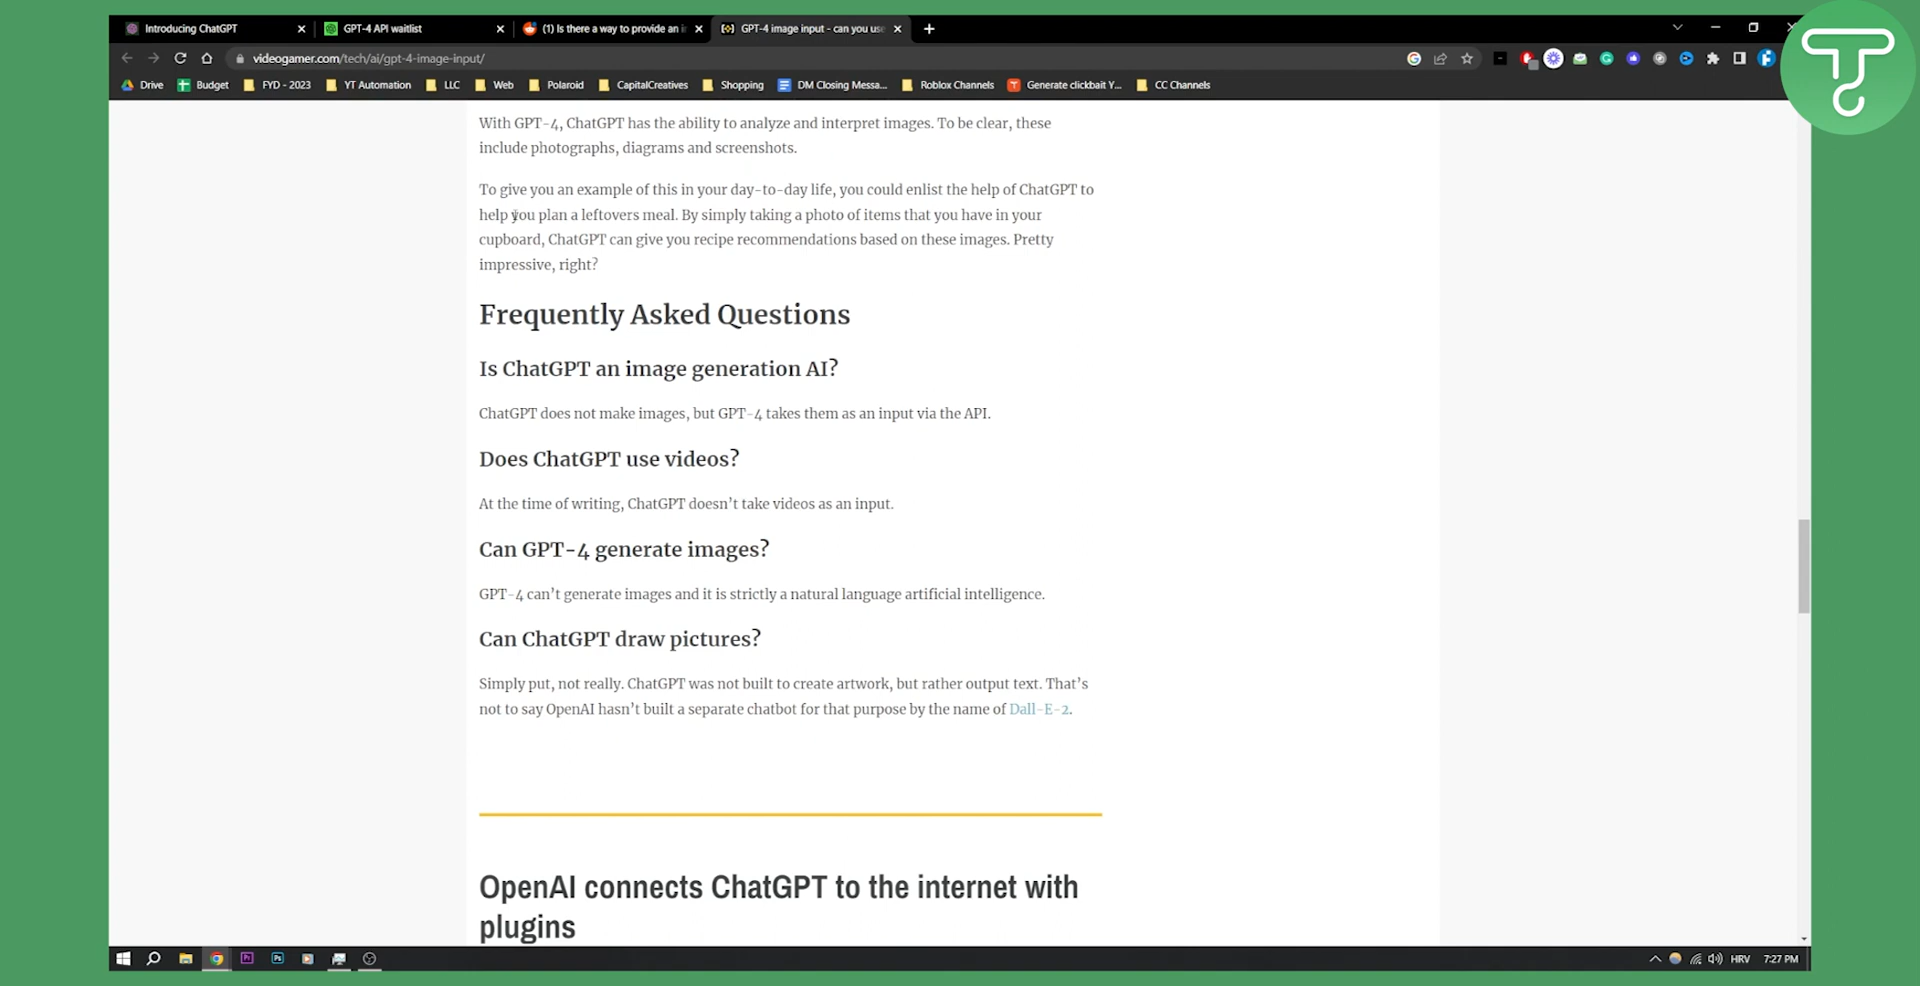 Introducing ChatGPT
GPT-4 API waitlist
(1) Is there a way to provide an i
GPT-4 image input - can you use
videogamer.com/tech/ai/gpt-4-image-input/
Drive Budget FYD - 2023 YT Automation LLC Web Polaroid CapitalCreatives Shopping DM Closing Messa... Roblox Channels Generate clickbait Y... CC Channels
With GPT-4, ChatGPT has the ability to analyze and interpret images. To be clear, these
include photographs, diagrams and screenshots.
To give you an example of this in your day-to-day life, you could enlist the help of ChatGPT to
help you plan a leftovers meal. By simply taking a photo of items that you have in your
cupboard, ChatGPT can give you recipe recommendations based on these images. Pretty
impressive, right?
Frequently Asked Questions
Is ChatGPT an image generation AI?
ChatGPT does not make images, but GPT-4 takes them as an input via the API.
Does ChatGPT use videos?
At the time of writing, ChatGPT doesn't take videos as an input.
Can GPT-4 generate images?
GPT-4 can't generate images and it is strictly a natural language artificial intelligence.
Can ChatGPT draw pictures?
Simply put, not really. ChatGPT was not built to create artwork, but rather output text. That's
not to say OpenAI hasn't built a separate chatbot for that purpose by the name of Dall-E-2.
OpenAI connects ChatGPT to the internet with
plugins
HRV 7:27 PM